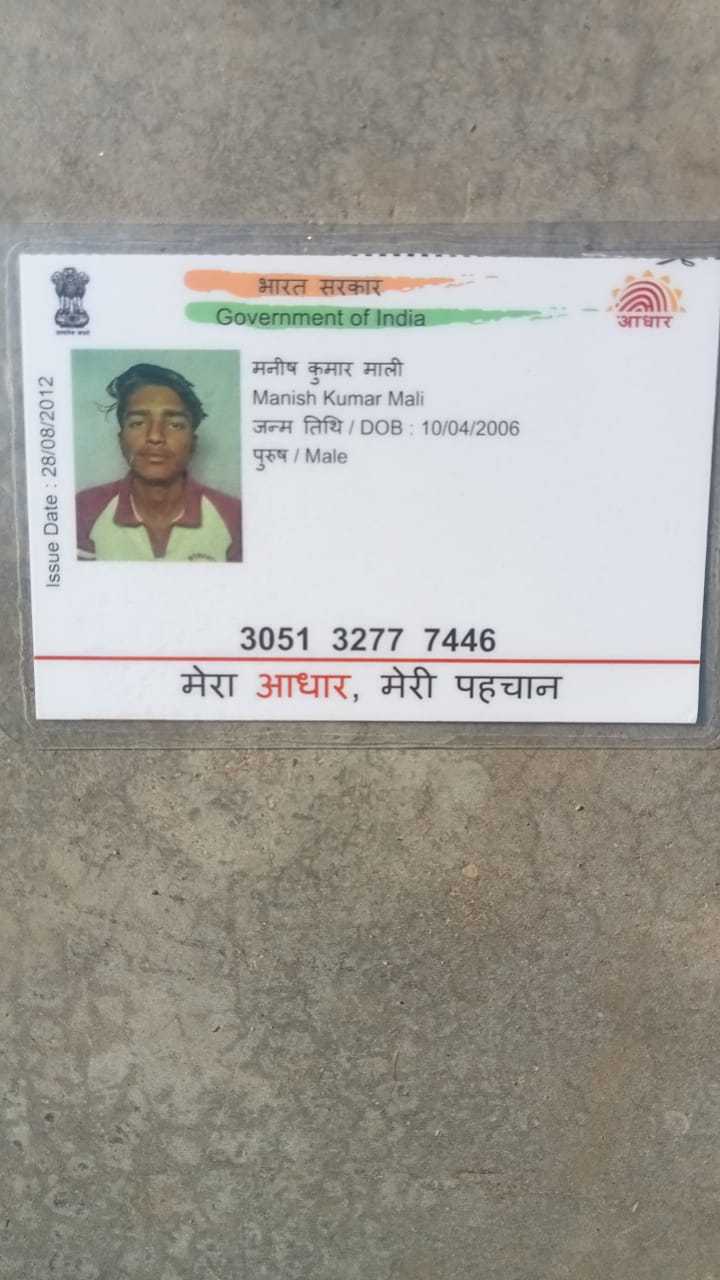 भारत सरकार
Government of India
आधार
Issue Date : 28/08/2012
मनीष कुमार माली
Manish Kumar Mali
जन्म तिथि / DOB : 10/04/2006
पुरुष / Male
3051 3277 7446
मेरा आधार, मेरी पहचान